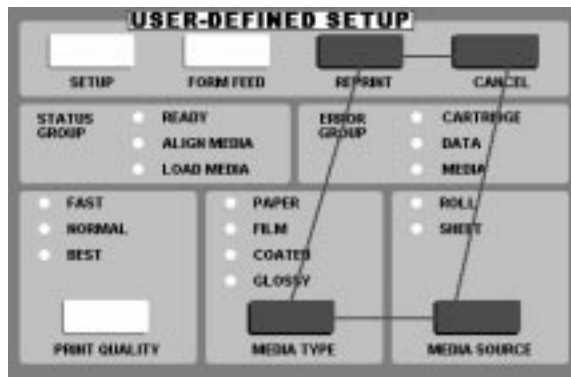 USER-DEFINED SETUP
SETUP FORM FEED REPRINT CANCEL
STATUS GROUP
READY
ALIGN MEDIA
LOAD MEDIA
ERROR GROUP
CARTRIDGE
DATA
MEDIA
FAST
NORMAL
BEST
PRINT QUALITY
PAPER
FILM
COATED
GLOSSY
MEDIA TYPE
ROLL
SHEET
MEDIA SOURCE